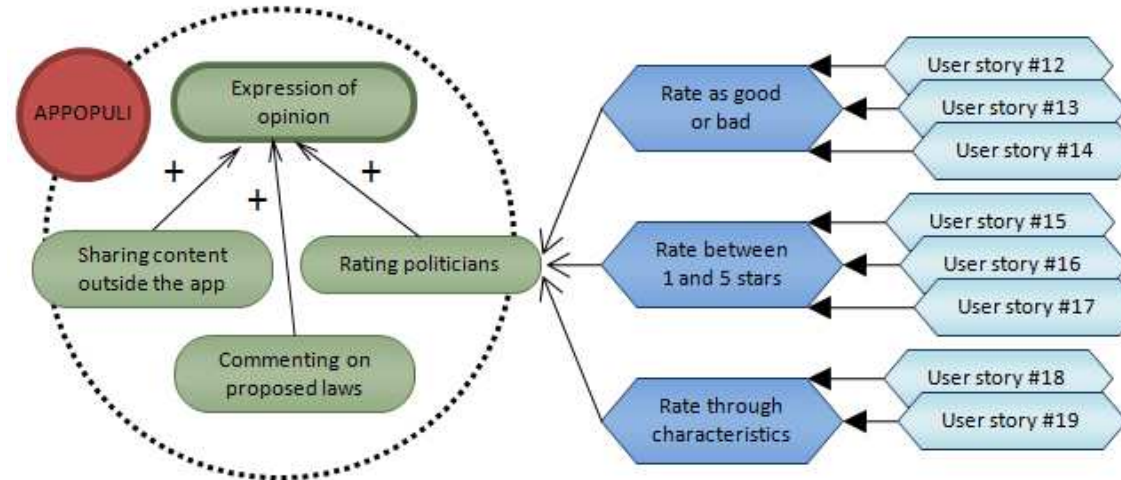 APPOPULI
Expression of
opinion
+
+
+
Sharing content
outside the app
Rating politicians
Commenting on
proposed laws
Rate as good
or bad
User story #12
User story #13
User story #14
Rate between
1 and 5 stars
User story #15
User story #16
User story #17
Rate through
characteristics
User story #18
User story #19